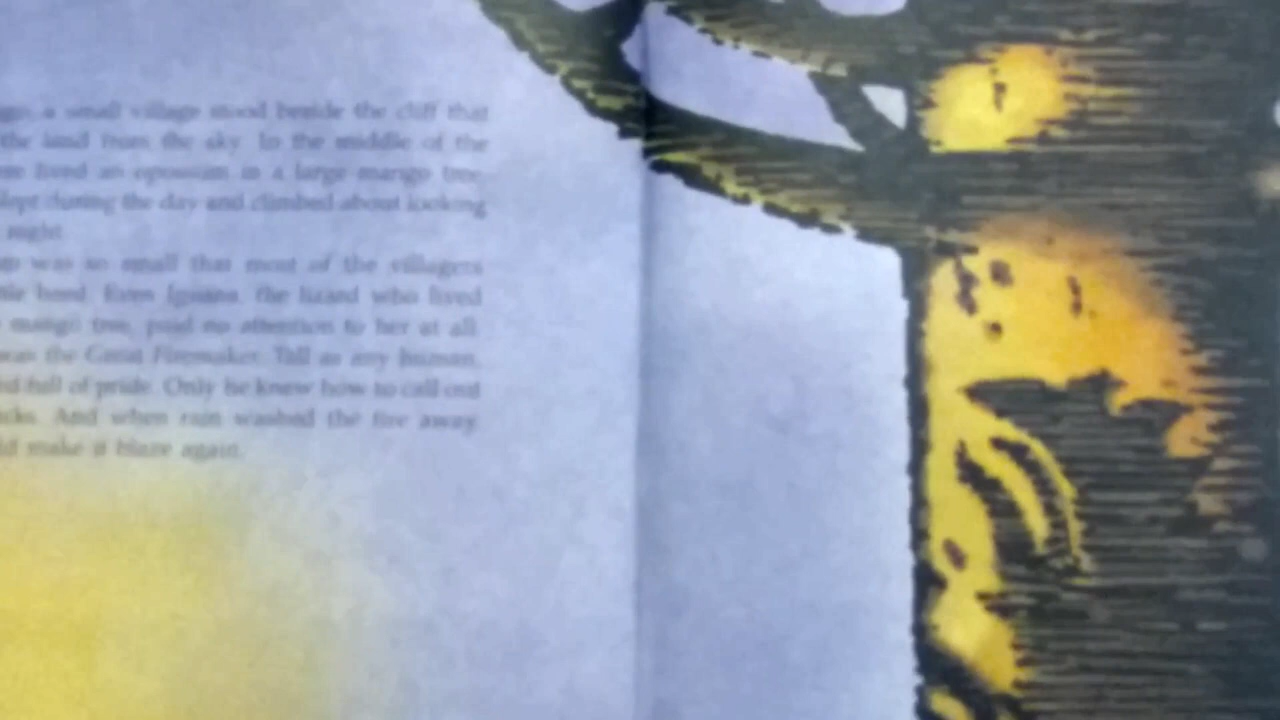 a small village stood beside the cliff that
the land from the sky. In the middle of the
lived an opossum in a large mango tree.
during the day and climbed about looking
night.
was so small that most of the villagers
heed. Even Iguana, the lizard who lived
mango tree, paid no attention to her at all.
was the Great Firemaker. Tall as any human,
full of pride. Only he knew how to call out
And when rain washed the fire away,
make it blaze again.